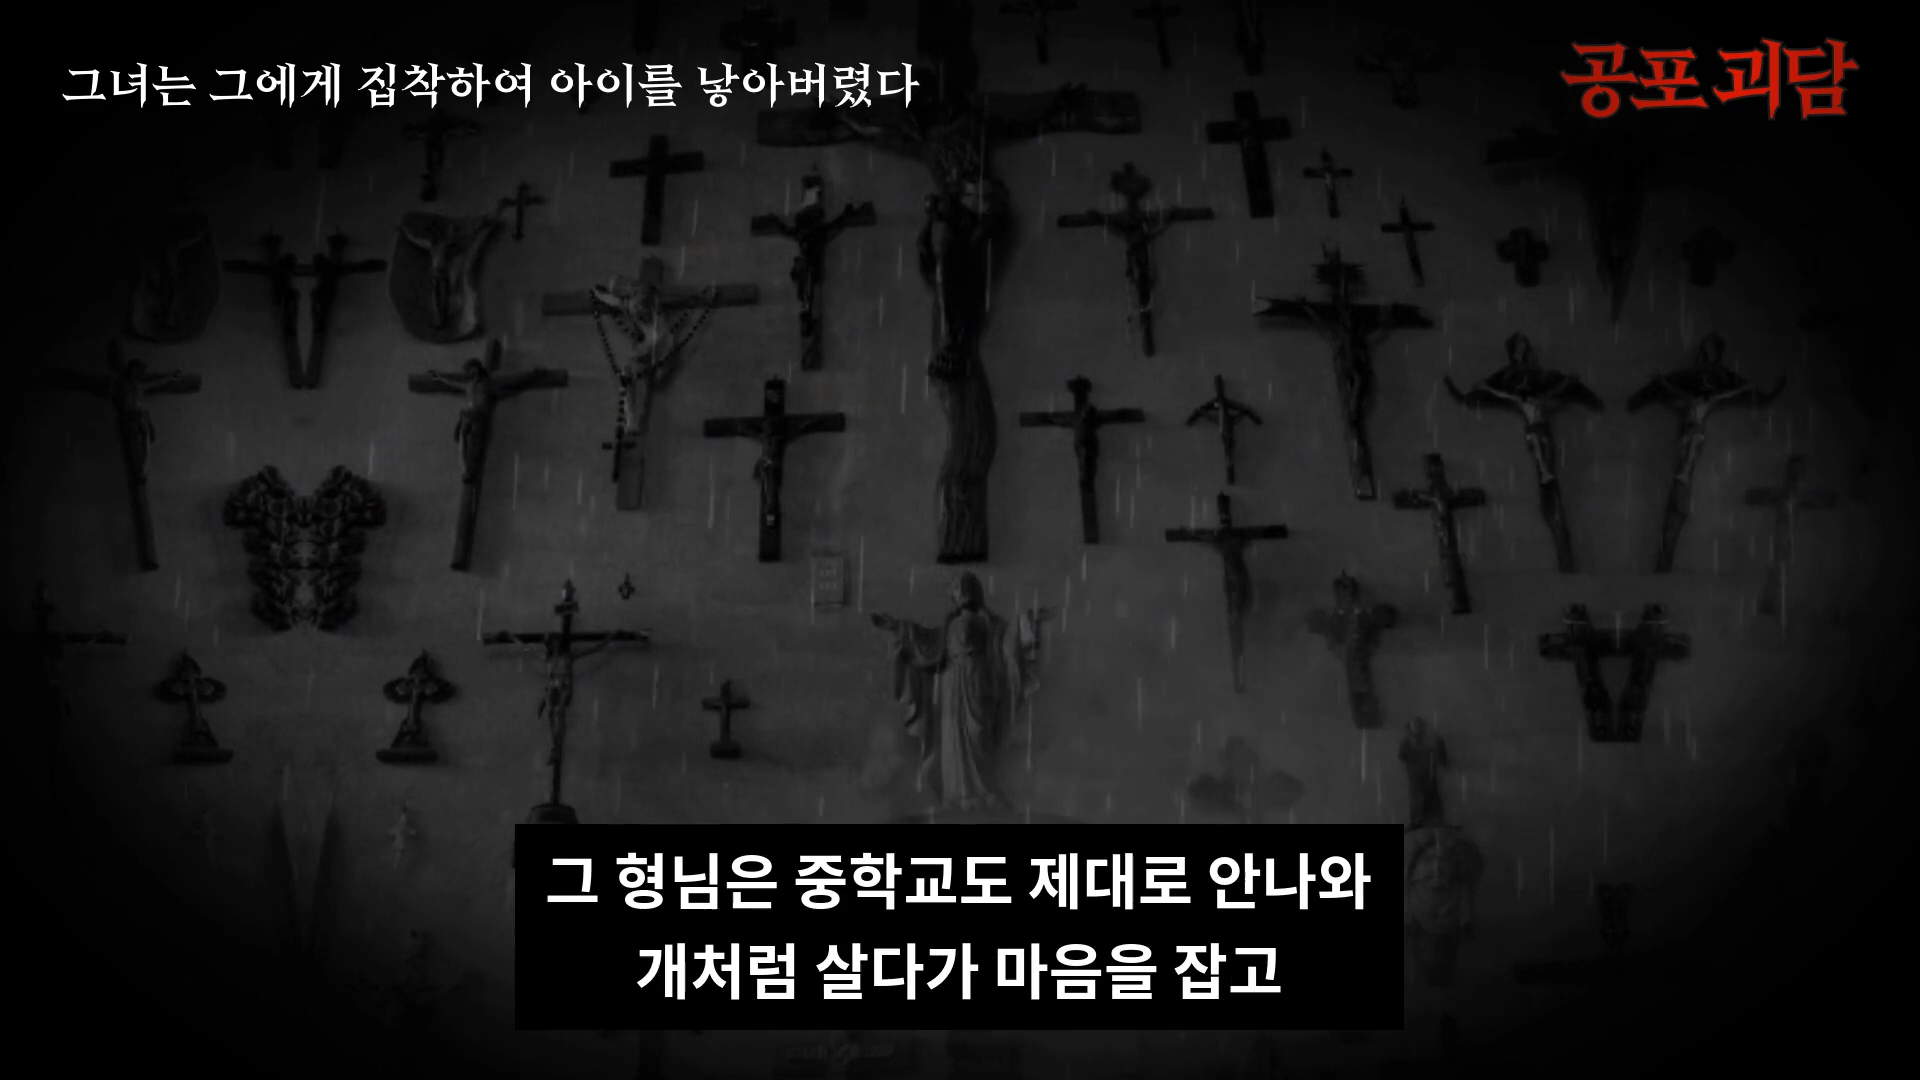 그녀는 그에게 집착하여 아이를 낳아버렸다
공포 괴담
그 형님은 중학교도 제대로 안나와
개처럼 살다가 마음을 잡고